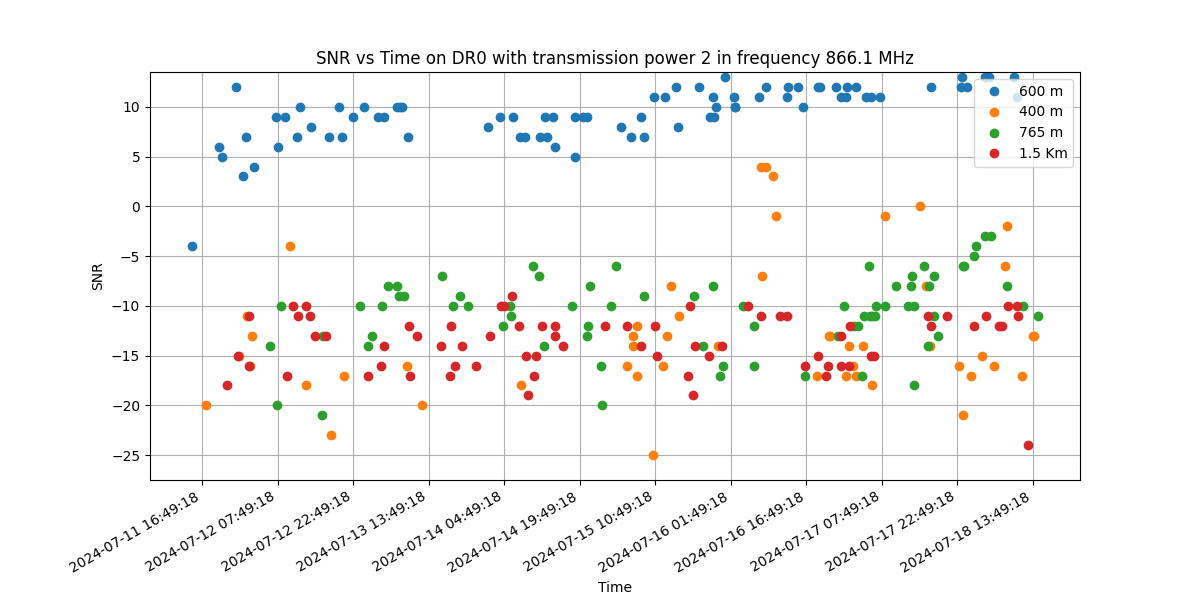 SNR vs Time on DR0 with transmission power 2 in frequency 866.1 MHz
600 m
400 m
765 m
1.5 Km
SNR
10
5
0
−5
−10
−15
−20
−25
2024-07-11 16:49:18
2024-07-12 07:49:18
2024-07-12 22:49:18
2024-07-13 13:49:18
2024-07-14 04:49:18
2024-07-14 19:49:18
2024-07-15 10:49:18
2024-07-16 01:49:18
2024-07-16 16:49:18
2024-07-17 07:49:18
2024-07-17 22:49:18
2024-07-18 13:49:18
Time